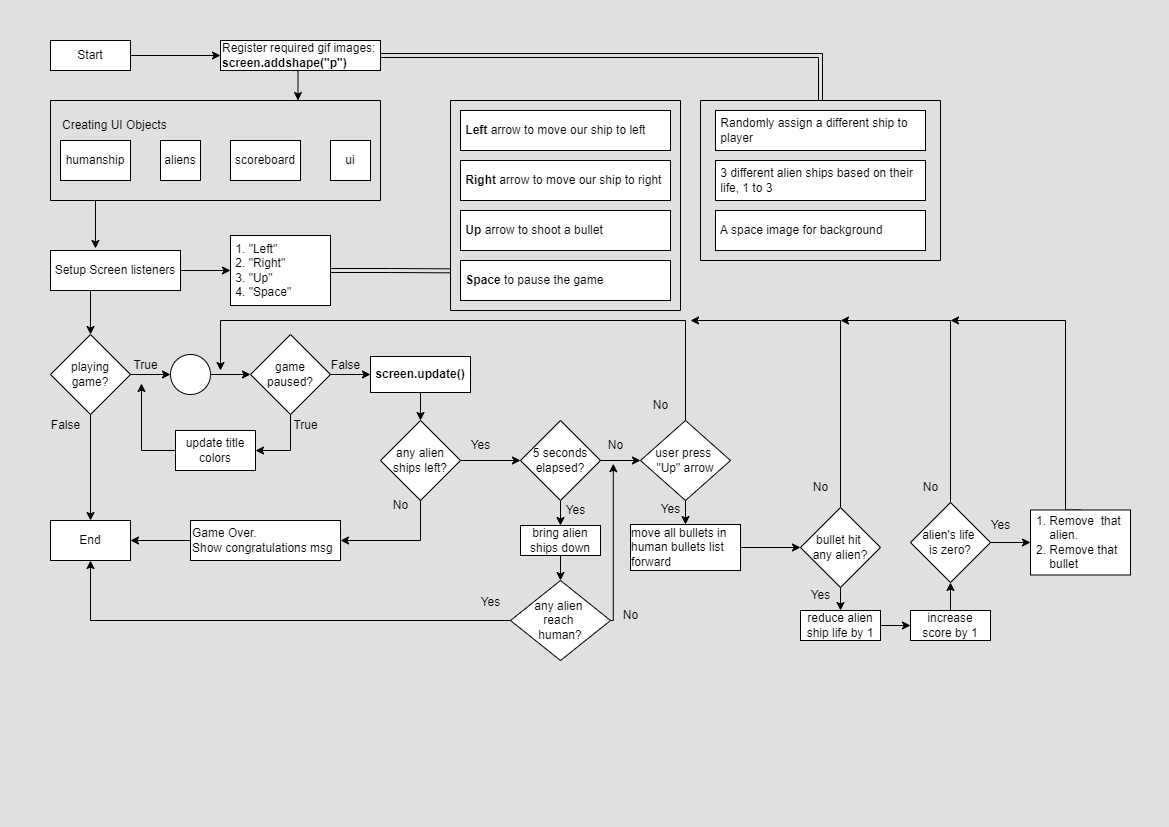 Start
Register required gif images:
screen.addshape("p")
Creating UI Objects
humanship
aliens
scoreboard
ui
Left arrow to move our ship to left
Right arrow to move our ship to right
Up arrow to shoot a bullet
Space to pause the game
Randomly assign a different ship to
player
3 different alien ships based on their
life, 1 to 3
A space image for background
Setup Screen listeners
1. "Left"
2. "Right"
3. "Up"
4. "Space"
playing
game?
True
False
game
paused?
False
True
screen.update()
update title
colors
any alien
ships left?
Yes
No
5 seconds
elapsed?
No
Yes
user press
"Up" arrow
No
Yes
End
Game Over.
Show congratulations msg
bring alien
ships down
any alien
reach
human?
Yes
No
move all bullets in
human bullets list
forward
bullet hit
any alien?
No
Yes
reduce alien
ship life by 1
increase
score by 1
alien's life
is zero?
No
Yes
1. Remove that
alien.
2. Remove that
bullet